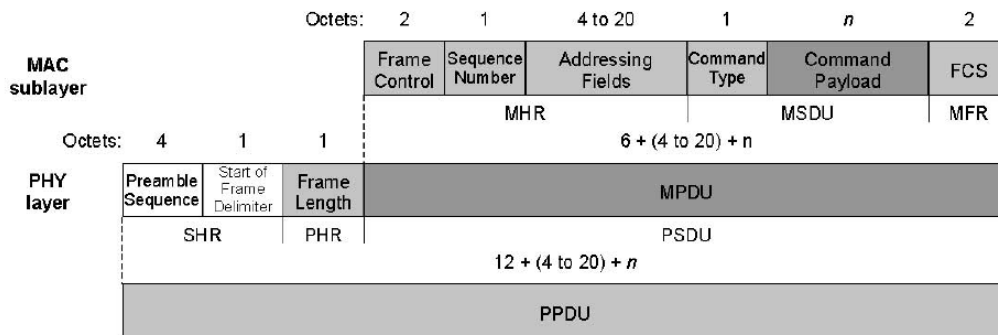 Octets: 2 1 4 to 20 1 n 2
MAC sublayer
Frame Control
Sequence Number
Addressing Fields
Command Type
Command Payload
FCS
MHR MSDU MFR
Octets: 4 1 1 6 + (4 to 20) + n
PHY layer
Preamble Sequence
Start of Frame Delimiter
Frame Length
MPDU
SHR PHR PSDU
12 + (4 to 20) + n
PPDU